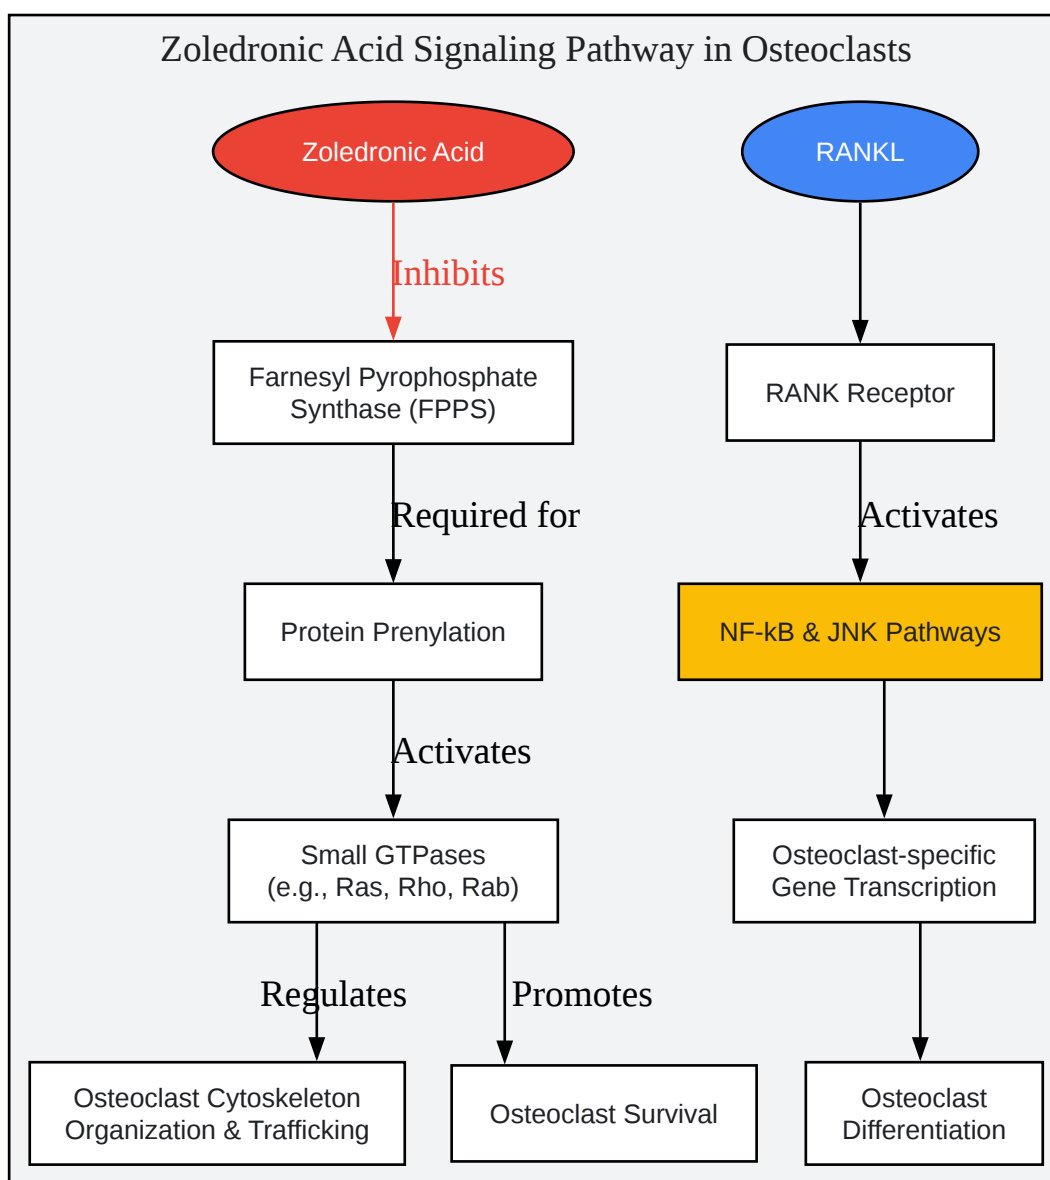 Zoledronic Acid Signaling Pathway in Osteoclasts
Zoledronic Acid
RANKL
Inhibits
Farnesyl Pyrophosphate
Synthase (FPPS)
RANK Receptor
Required for
Activates
Protein Prenylation
NF-kB & JNK Pathways
Activates
Small GTPases
(e.g., Ras, Rho, Rab)
Osteoclast-specific
Gene Transcription
Regulates
Promotes
Osteoclast Cytoskeleton
Organization & Trafficking
Osteoclast Survival
Osteoclast
Differentiation